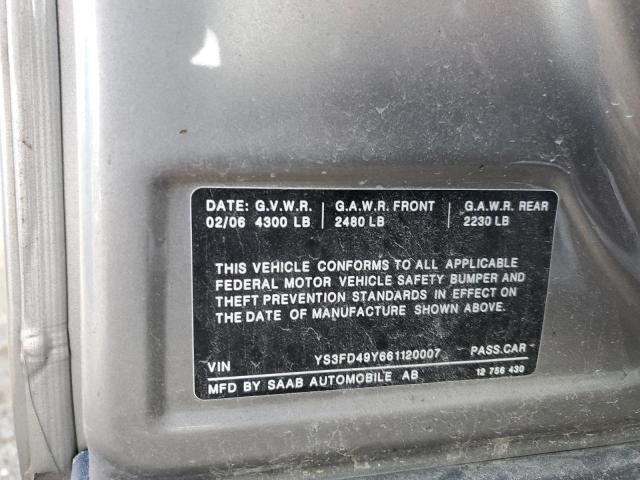 DATE: G.V.W.R. G.A.W.R. FRONT G.A.W.R. REAR
02/06 4300 LB 2480 LB 2230 LB
THIS VEHICLE CONFORMS TO ALL APPLICABLE
FEDERAL MOTOR VEHICLE SAFETY BUMPER AND
THEFT PREVENTION STANDARDS IN EFFECT ON
THE DATE OF MANUFACTURE SHOWN ABOVE.
VIN YS3FD49Y661120007 PASS.CAR
MFD BY SAAB AUTOMOBILE AB 12 756 430